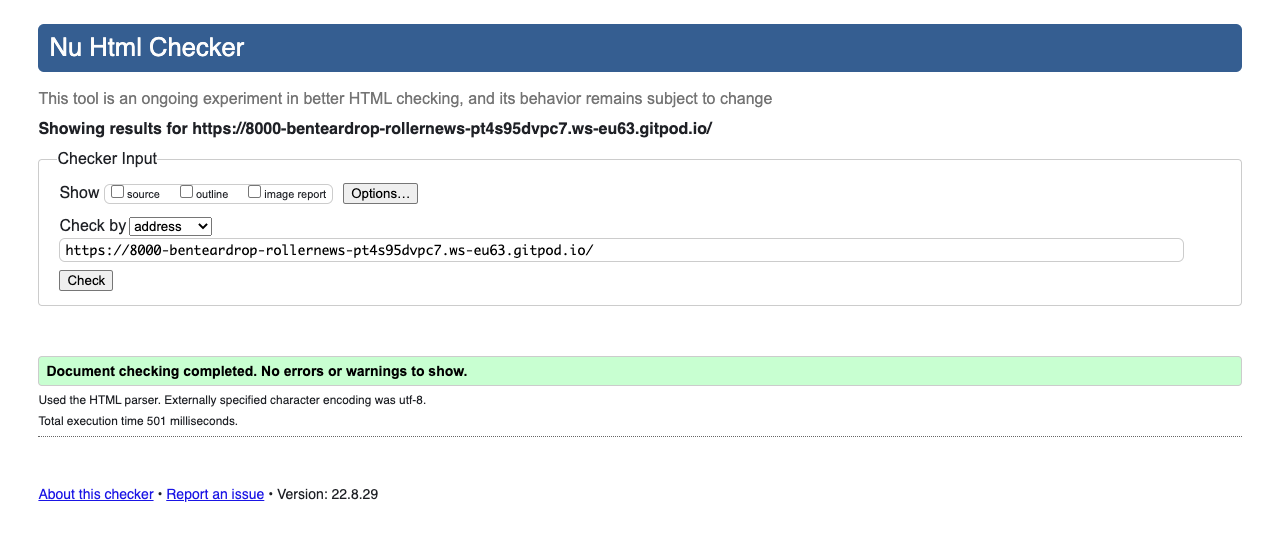 Nu Html Checker
This tool is an ongoing experiment in better HTML checking, and its behavior remains subject to change
Showing results for https://8000-benteardrop-rollernews-pt4s95dvpc7.ws-eu63.gitpod.io/
Checker Input
Show source outline image report Options...
Check by address
https://8000-benteardrop-rollernews-pt4s95dvpc7.ws-eu63.gitpod.io/
Check
Document checking completed. No errors or warnings to show.
Used the HTML parser. Externally specified character encoding was utf-8.
Total execution time 501 milliseconds.
About this checker • Report an issue • Version: 22.8.29